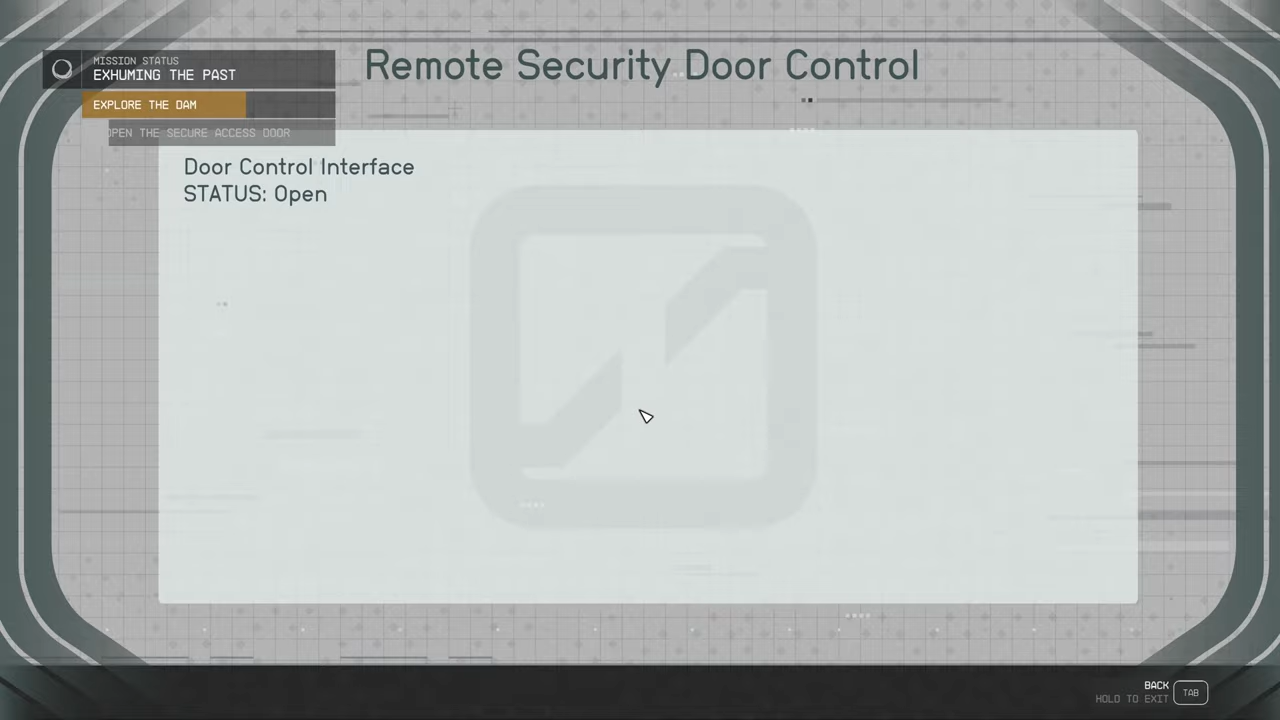 MISSION STATUS
EXHUMING THE PAST
EXPLORE THE DAM
OPEN THE SECURE ACCESS DOOR
Remote Security Door Control
Door Control Interface
STATUS: Open
BACK
HOLD TO EXIT
TAB